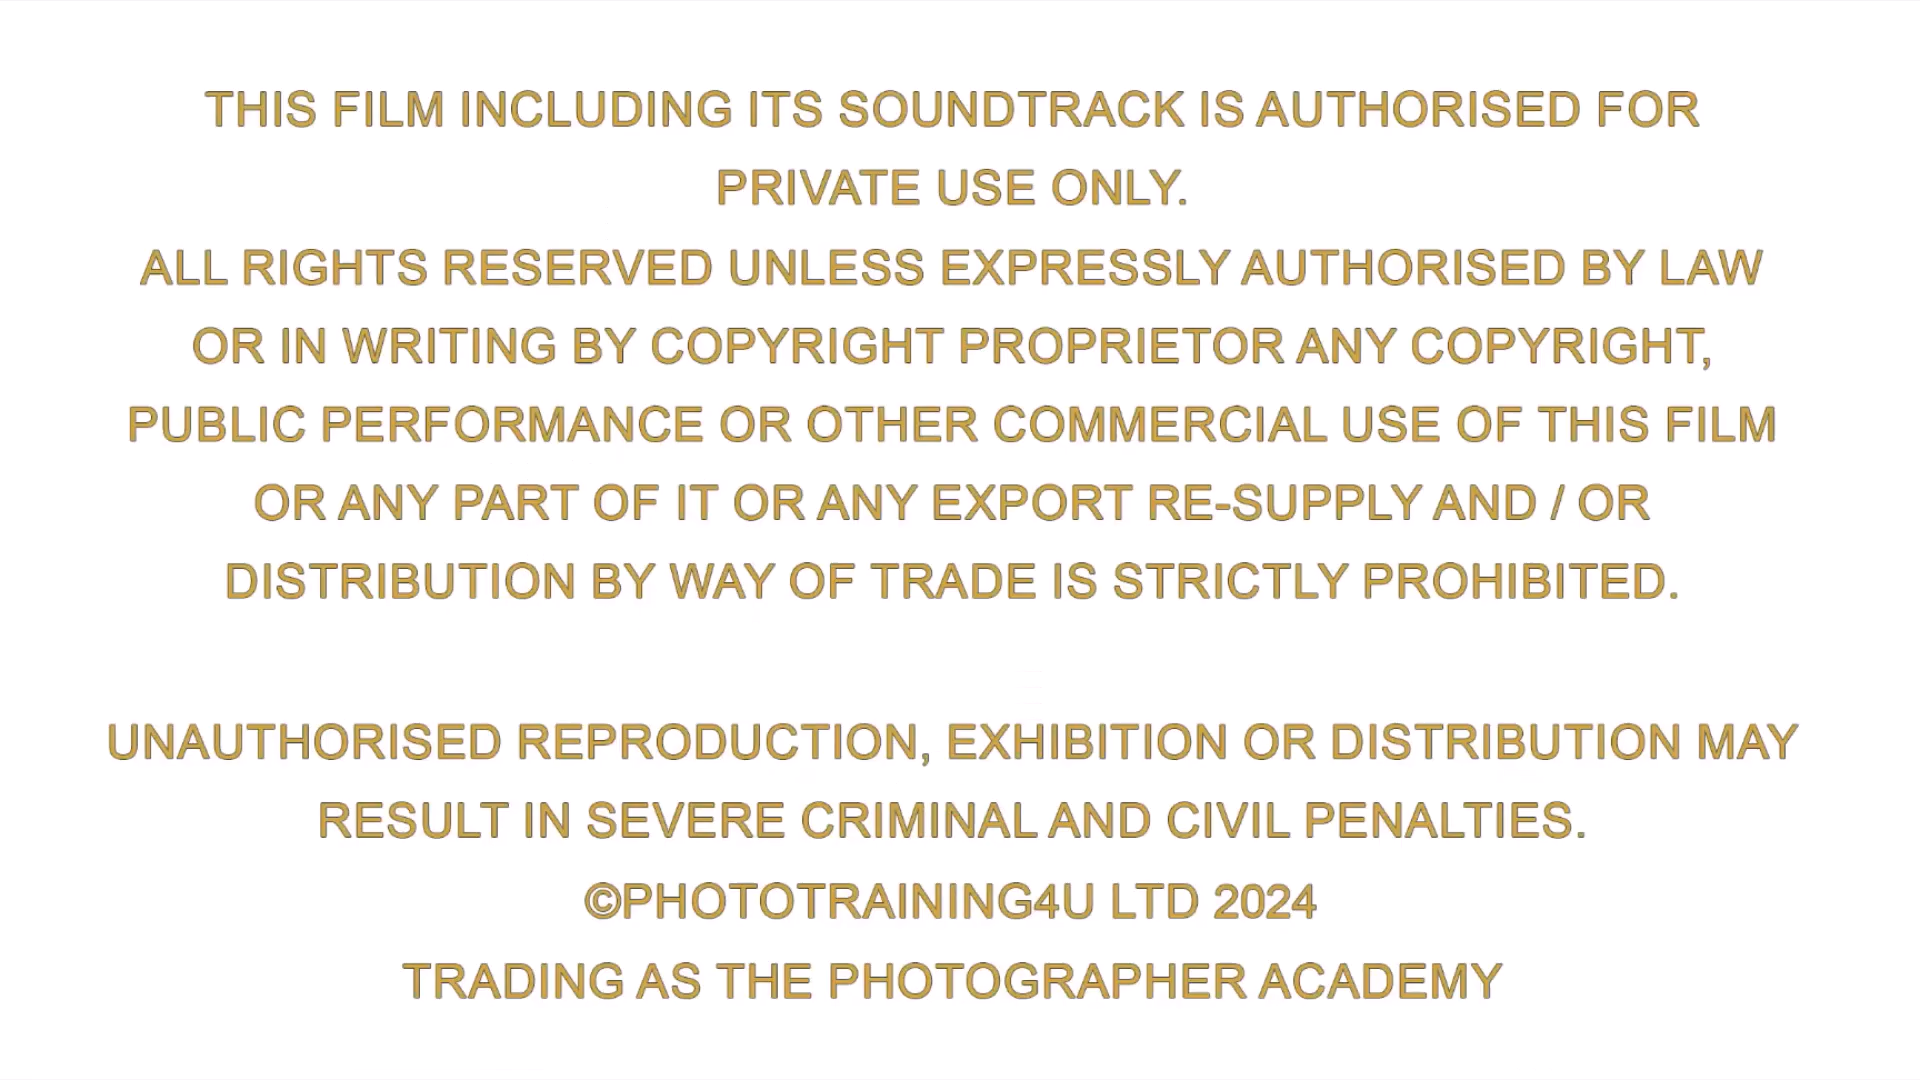 THIS FILM INCLUDING ITS SOUNDTRACK IS AUTHORISED FOR
PRIVATE USE ONLY.
ALL RIGHTS RESERVED UNLESS EXPRESSLY AUTHORISED BY LAW
OR IN WRITING BY COPYRIGHT PROPRIETOR ANY COPYRIGHT,
PUBLIC PERFORMANCE OR OTHER COMMERCIAL USE OF THIS FILM
OR ANY PART OF IT OR ANY EXPORT RE-SUPPLY AND / OR
DISTRIBUTION BY WAY OF TRADE IS STRICTLY PROHIBITED.
UNAUTHORISED REPRODUCTION, EXHIBITION OR DISTRIBUTION MAY
RESULT IN SEVERE CRIMINAL AND CIVIL PENALTIES.
©PHOTOTRAINING4U LTD 2024
TRADING AS THE PHOTOGRAPHER ACADEMY